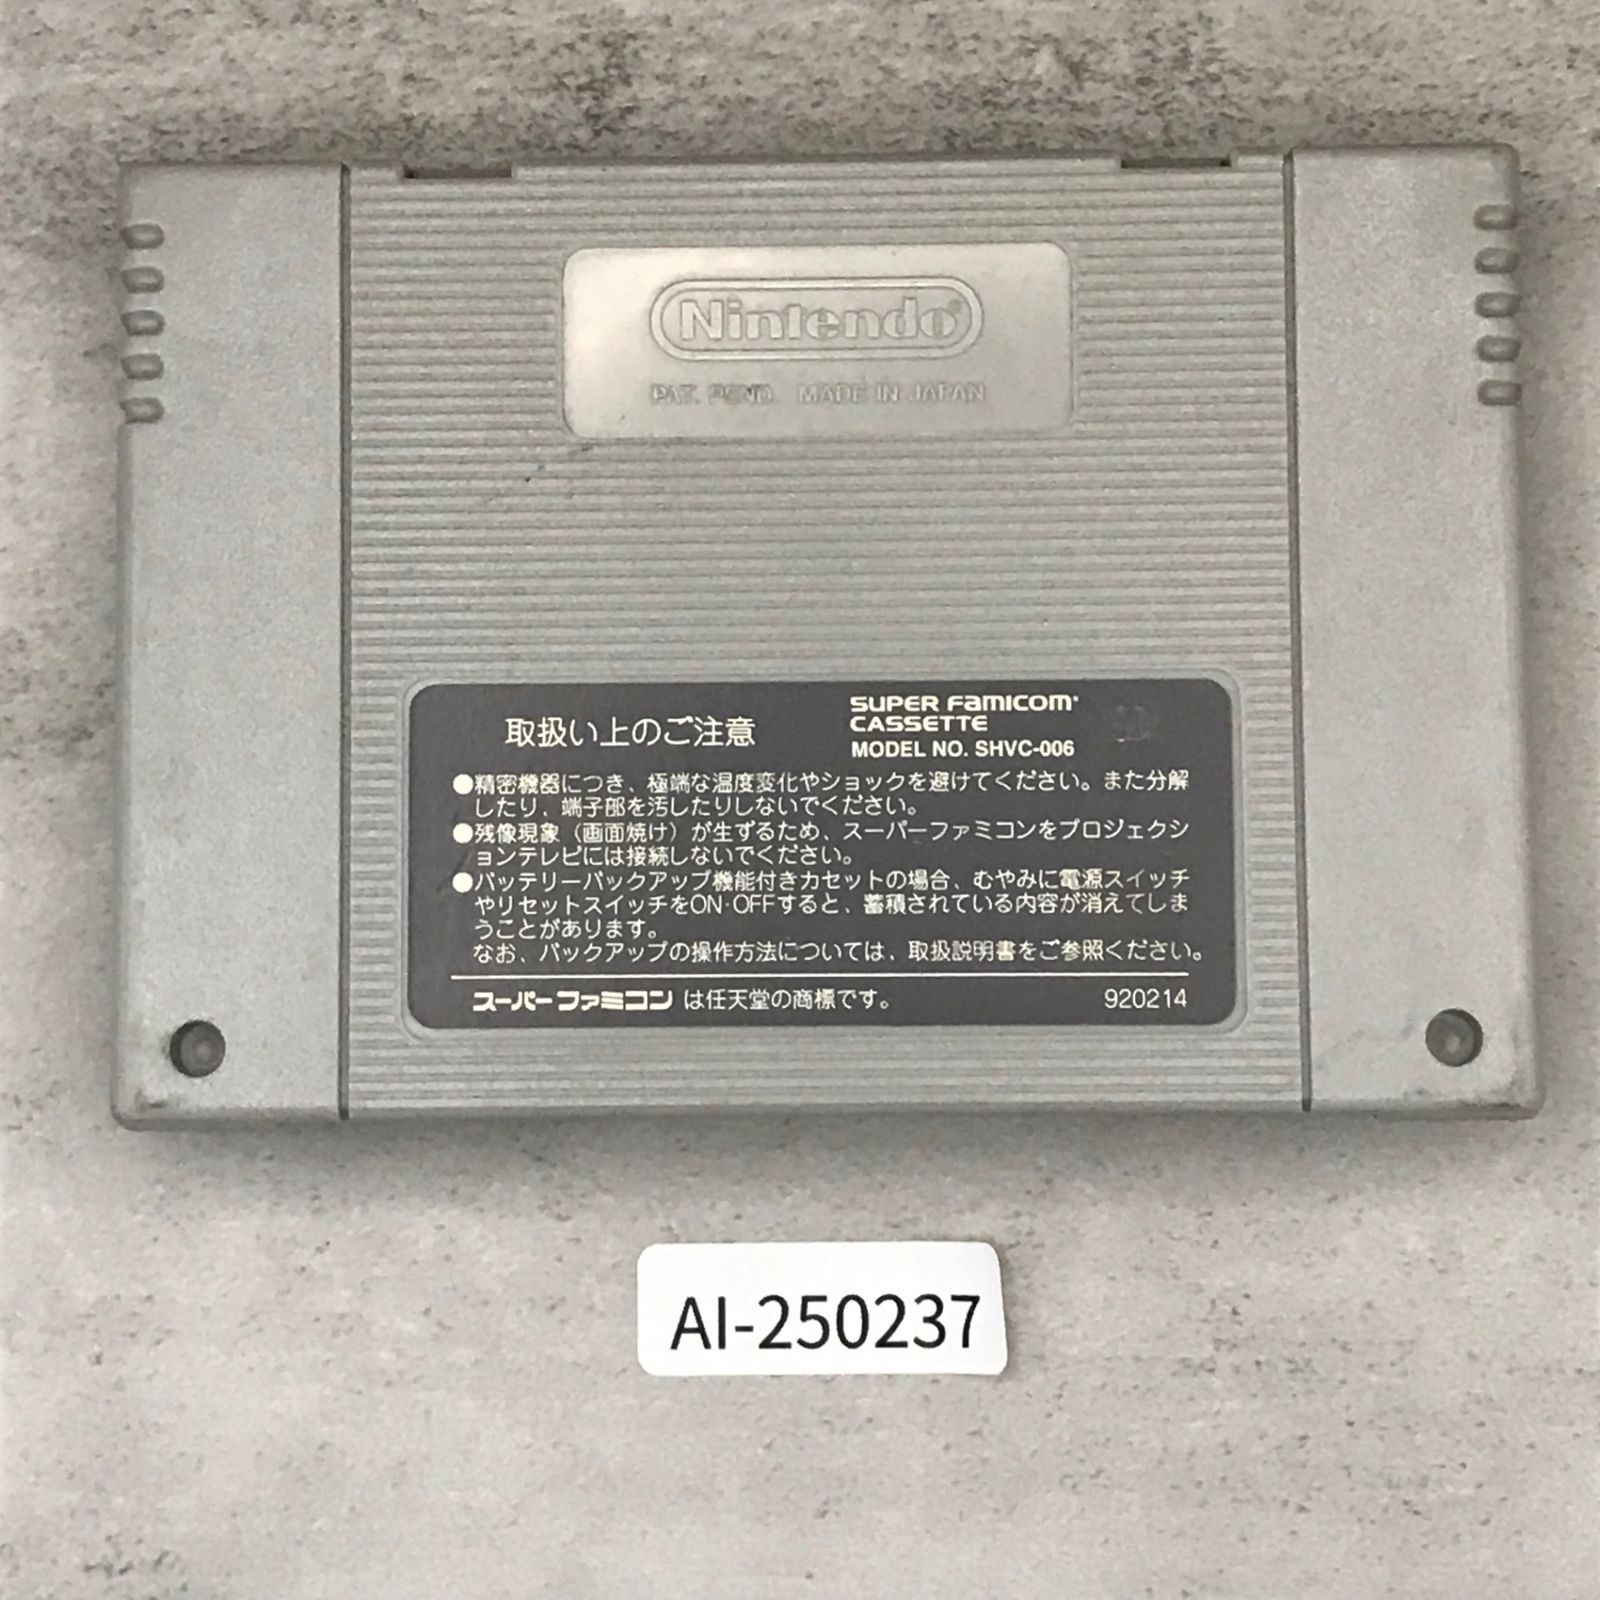 Nintendo®
PAT. PEND. MADE IN JAPAN
取扱い上のご注意
SUPER FAMICOM
CASSETTE
MODEL NO. SHVC-006
●精密機器につき、極端な温度変化やショックを避けてください。また分解
したり、端子部を汚したりしないでください。
●残像現象（画面焼け）が生ずるため、スーパーファミコンをプロジェクシ
ョンテレビには接続しないでください。
●バッテリーバックアップ機能付きカセットの場合、むやみに電源スイッチ
やリセットスイッチをON・OFFすると、蓄積されている内容が消えてしま
うことがあります。
なお、バックアップの操作方法については、取扱説明書をご参照ください。
スーパーファミコン は任天堂の商標です。
920214
AI-250237